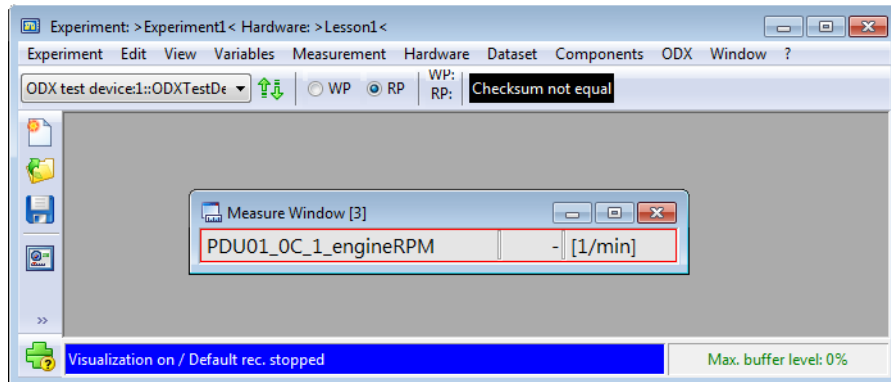 Experiment: >Experiment1< Hardware: >Lesson1<
Experiment Edit View Variables Measurement Hardware Dataset Components ODX Window ?
ODX test device:1::ODXTestDe WP RP WP: Checksum not equal
RP:
Measure Window [3]
PDU01_0C_1_engineRPM - [1/min]
Visualization on / Default rec. stopped Max. buffer level: 0%